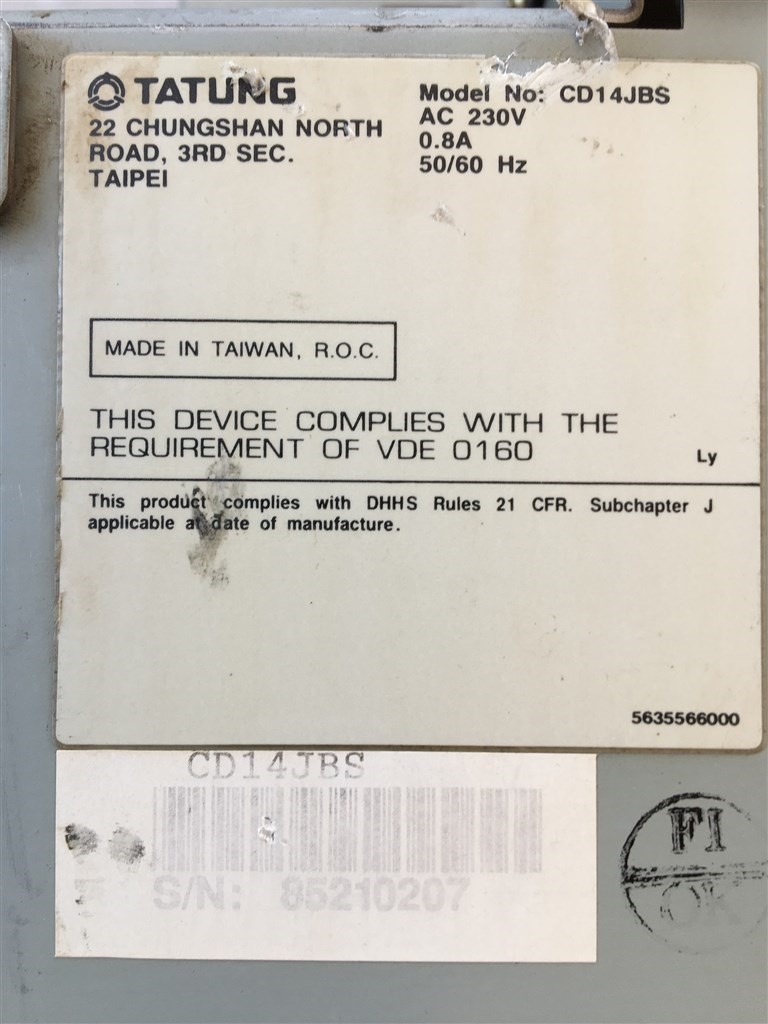 TATUNG
22 CHUNGSHAN NORTH
ROAD, 3RD SEC.
TAIPEI
Model No: CD14JBS
AC 230V
0.8A
50/60 Hz
MADE IN TAIWAN, R.O.C.
THIS DEVICE COMPLIES WITH THE
REQUIREMENT OF VDE 0160
Ly
This product complies with DHHS Rules 21 CFR. Subchapter J
applicable at date of manufacture.
5635566000
CD14JBS
S/N: 85210207
FI
OK